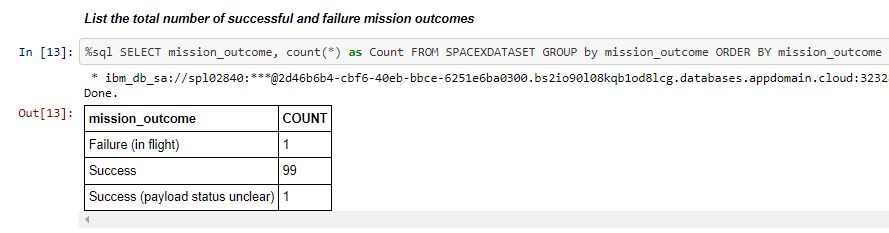 List the total number of successful and failure mission outcomes
In [13]: %sql SELECT mission_outcome, count(*) as Count FROM SPACEXDATASET GROUP by mission_outcome ORDER BY mission_outcome
* ibm_db_sa://spl02840:***@2d46b6b4-cbf6-40eb-bbce-6251e6ba0300.bs2io90l08kqb1od8lcg.databases.appdomain.cloud:3232
Done.
Out[13]:
mission_outcome COUNT
Failure (in flight) 1
Success 99
Success (payload status unclear) 1